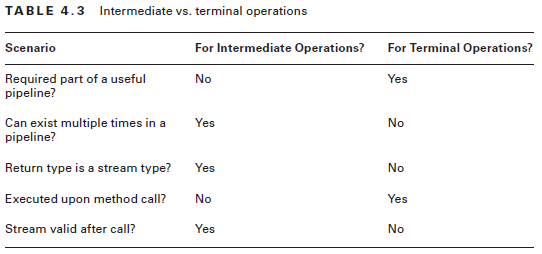 TABLE 4.3 Intermediate vs. terminal operations
Scenario For Intermediate Operations? For Terminal Operations?
Required part of a useful No Yes
pipeline?
Can exist multiple times in a Yes No
pipeline?
Return type is a stream type? Yes No
Executed upon method call? No Yes
Stream valid after call? Yes No